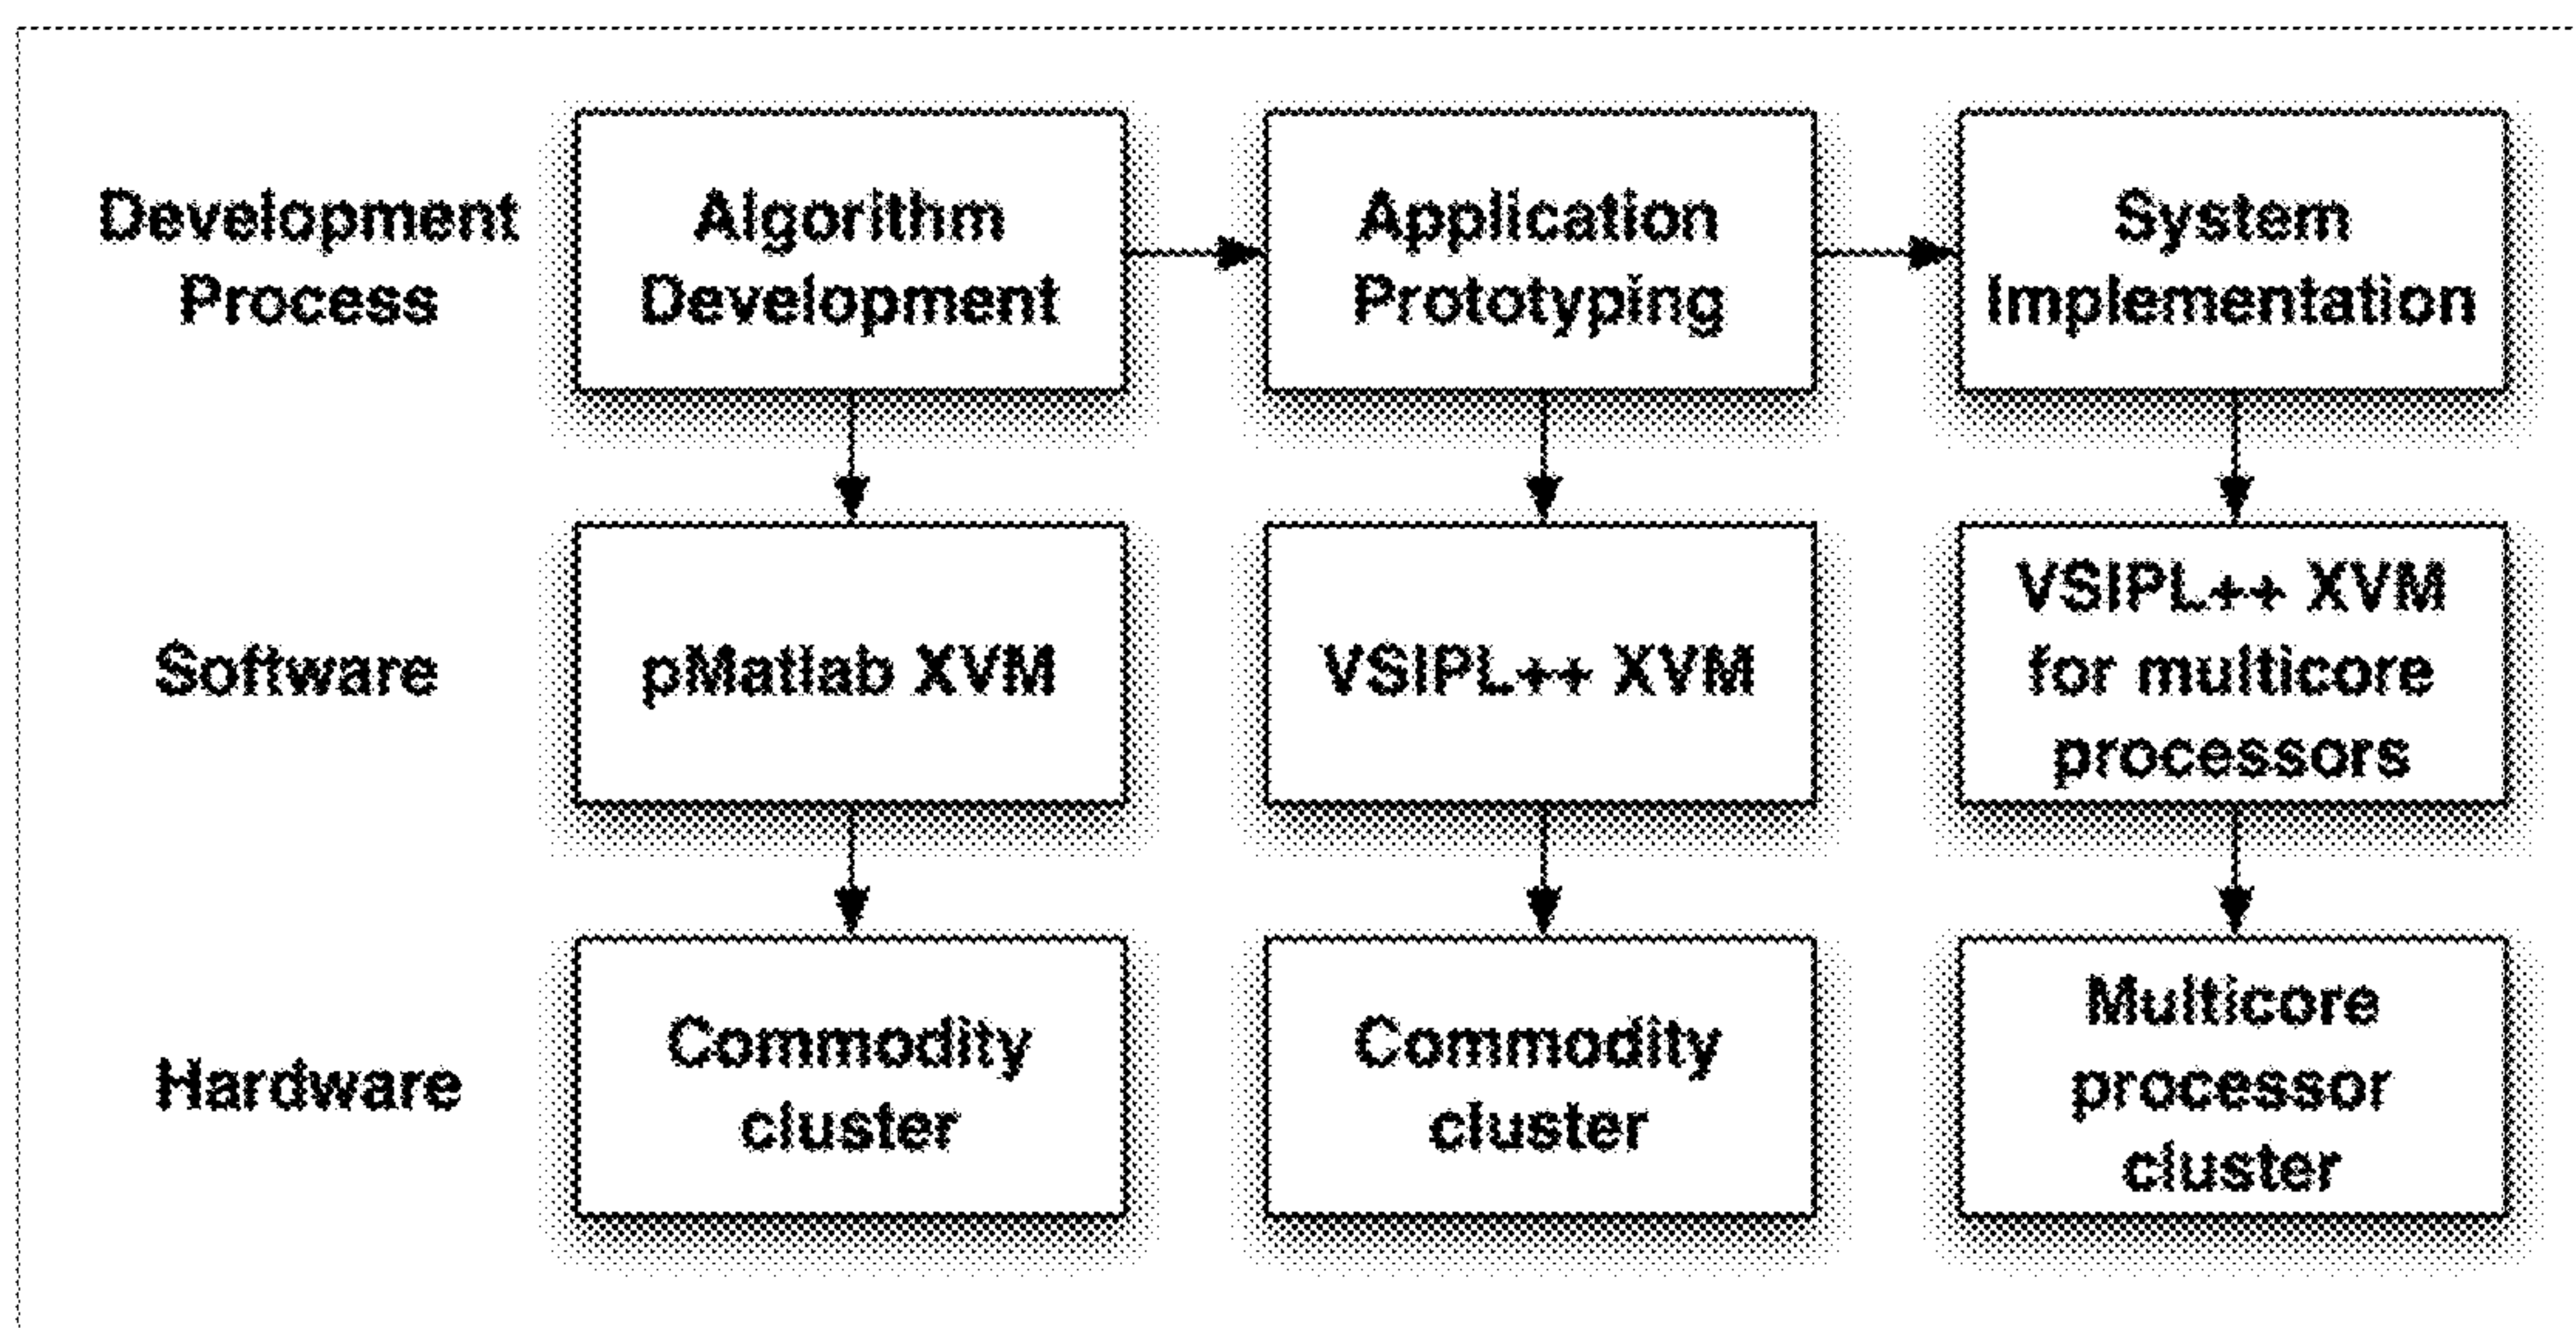 Development
Process
Algorithm
Development
Application
Prototyping
System
Implementation
Software
pMatlab XVM
VSIPL++ XVM
VSIPL++ XVM
for multicore
processors
Hardware
Commodity
cluster
Commodity
cluster
Multicore
processor
cluster